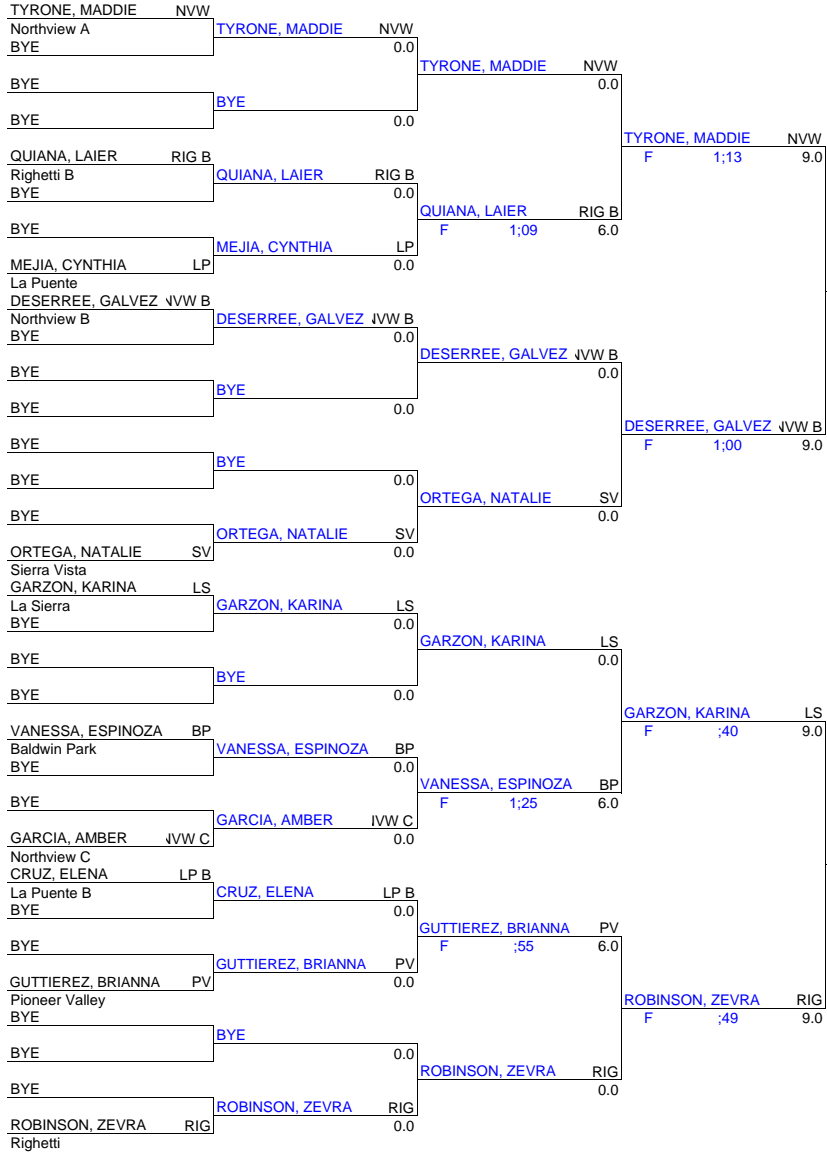 TYRONE, MADDIE NVW
Northview A
BYE
BYE
BYE
QUIANA, LAIER RIG B
Righetti B
BYE
BYE
MEJIA, CYNTHIA LP
La Puente
DESERREE, GALVEZ NVW B
Northview B
BYE
BYE
BYE
BYE
BYE
BYE
ORTEGA, NATALIE SV
Sierra Vista
GARZON, KARINA LS
La Sierra
BYE
BYE
BYE
VANESSA, ESPINOZA BP
Baldwin Park
BYE
BYE
GARCIA, AMBER NVW C
Northview C
CRUZ, ELENA LP B
La Puente B
BYE
BYE
GUTTIEREZ, BRIANNA PV
Pioneer Valley
BYE
BYE
BYE
ROBINSON, ZEVRA RIG
Righetti
TYRONE, MADDIE NVW
0.0
BYE
0.0
QUIANA, LAIER RIG B
0.0
MEJIA, CYNTHIA LP
0.0
DESERREE, GALVEZ NVW B
0.0
BYE
0.0
BYE
0.0
ORTEGA, NATALIE SV
0.0
GARZON, KARINA LS
0.0
BYE
0.0
VANESSA, ESPINOZA BP
0.0
GARCIA, AMBER NVW C
0.0
CRUZ, ELENA LP B
0.0
GUTTIEREZ, BRIANNA PV
0.0
BYE
0.0
ROBINSON, ZEVRA RIG
0.0
TYRONE, MADDIE NVW
0.0
QUIANA, LAIER RIG B
F 1;09 6.0
DESERREE, GALVEZ NVW B
0.0
ORTEGA, NATALIE SV
0.0
GARZON, KARINA LS
0.0
VANESSA, ESPINOZA BP
F 1;25 6.0
GUTTIEREZ, BRIANNA PV
F ;55 6.0
ROBINSON, ZEVRA RIG
0.0
TYRONE, MADDIE NVW
F 1;13 9.0
DESERREE, GALVEZ NVW B
F 1;00 9.0
GARZON, KARINA LS
F ;40 9.0
ROBINSON, ZEVRA RIG
F ;49 9.0